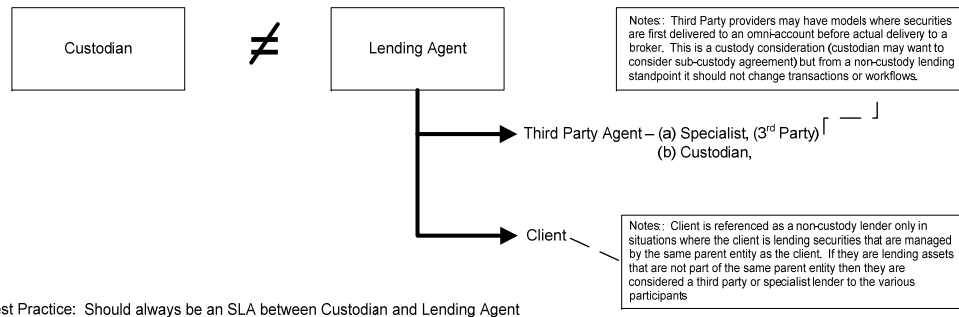 Custodian
≠
Lending Agent
Notes:: Third Party providers may have models where securities
are first delivered to an omni-account before actual delivery to a
broker. This is a custody consideration (custodian may want to
consider sub-custody agreement) but from a non-custody lending
standpoint it should not change transactions or workflows.
Third Party Agent – (a) Specialist, (3rd Party)
(b) Custodian,
Client
Notes:: Client is referenced as a non-custody lender only in
situations where the client is lending securities that are managed
by the same parent entity as the client. If they are lending assets
that are not part of the same parent entity then they are
considered a third party or specialist lender to the various
participants
est Practice: Should always be an SLA between Custodian and Lending Agent